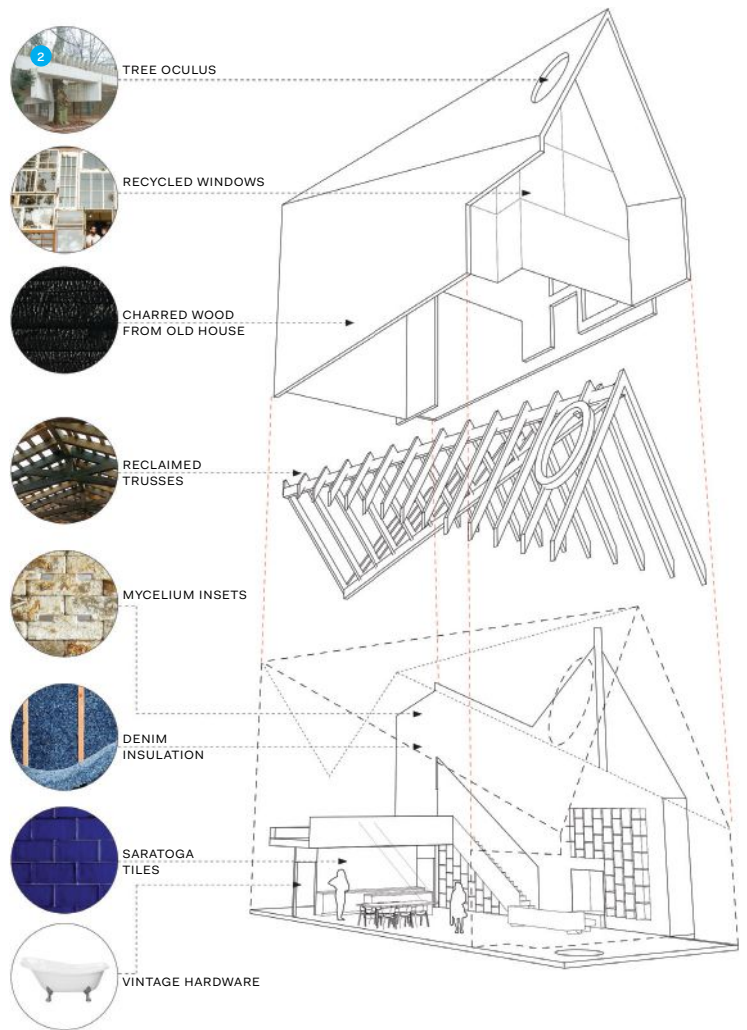 2
TREE OCULUS
RECYCLED WINDOWS
CHARRED WOOD
FROM OLD HOUSE
RECLAIMED
TRUSSES
MYCELIUM INSETS
DENIM
INSULATION
SARATOGA
TILES
VINTAGE HARDWARE